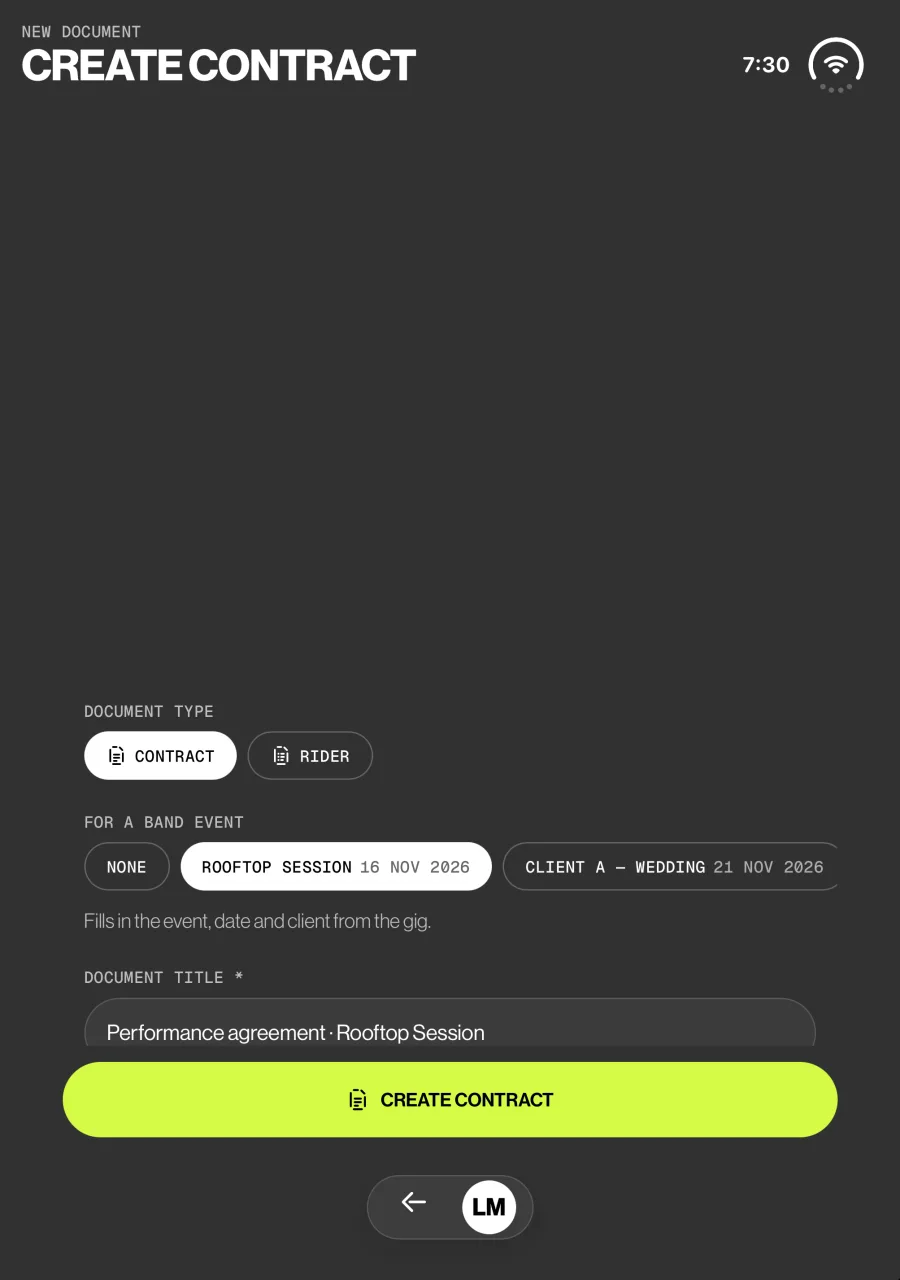 NEW DOCUMENT
CREATE CONTRACT
7:30
DOCUMENT TYPE
CONTRACT
RIDER
FOR A BAND EVENT
NONE
ROOFTOP SESSION 16 NOV 2026
CLIENT A — WEDDING 21 NOV 2026
Fills in the event, date and client from the gig.
DOCUMENT TITLE *
Performance agreement · Rooftop Session
CREATE CONTRACT
LM